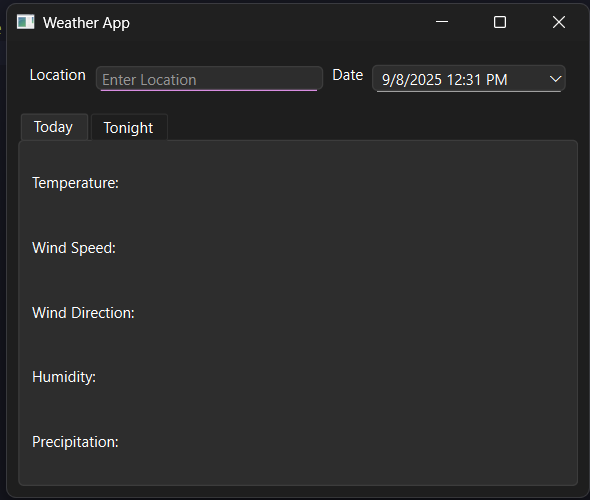 Weather App
Location Enter Location Date 9/8/2025 12:31 PM
Today Tonight
Temperature:
Wind Speed:
Wind Direction:
Humidity:
Precipitation: